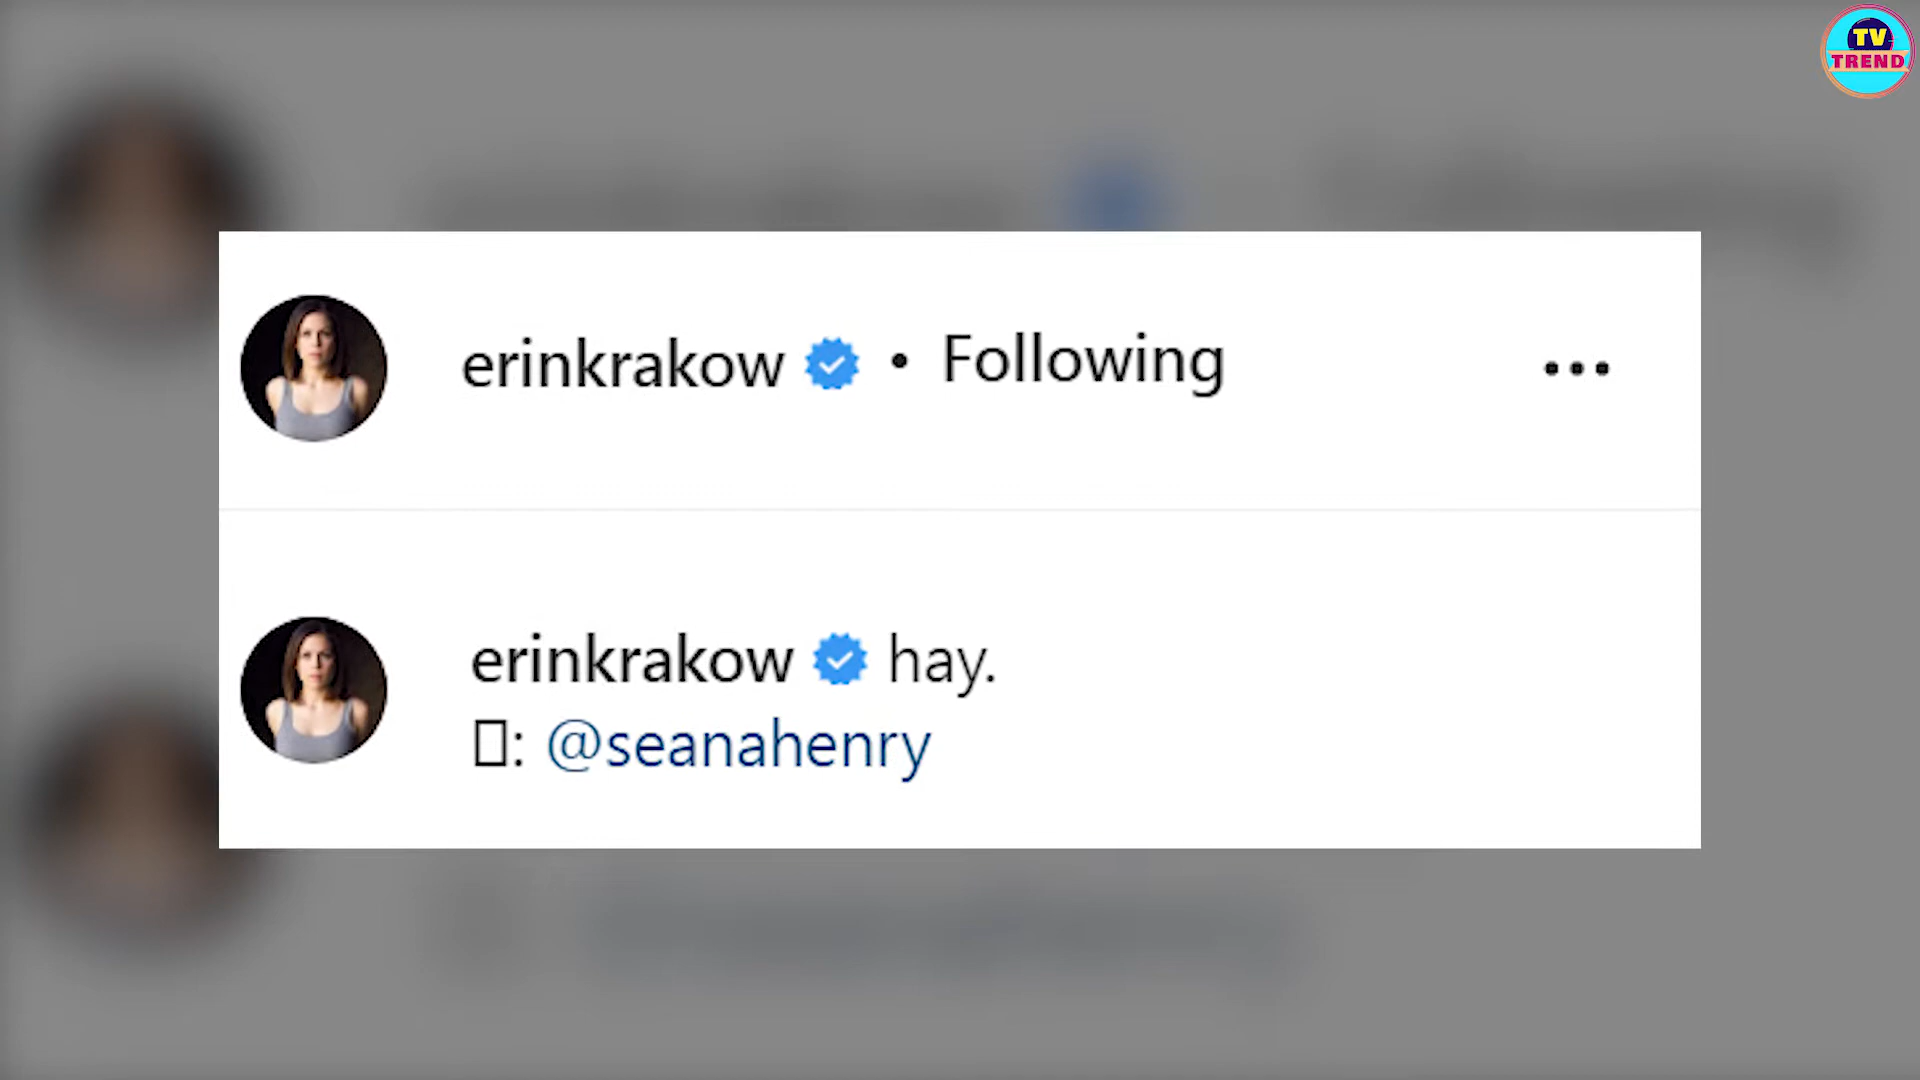 TV
TREND
erinkrakow • Following
erinkrakow hay.
▯: @seanahenry